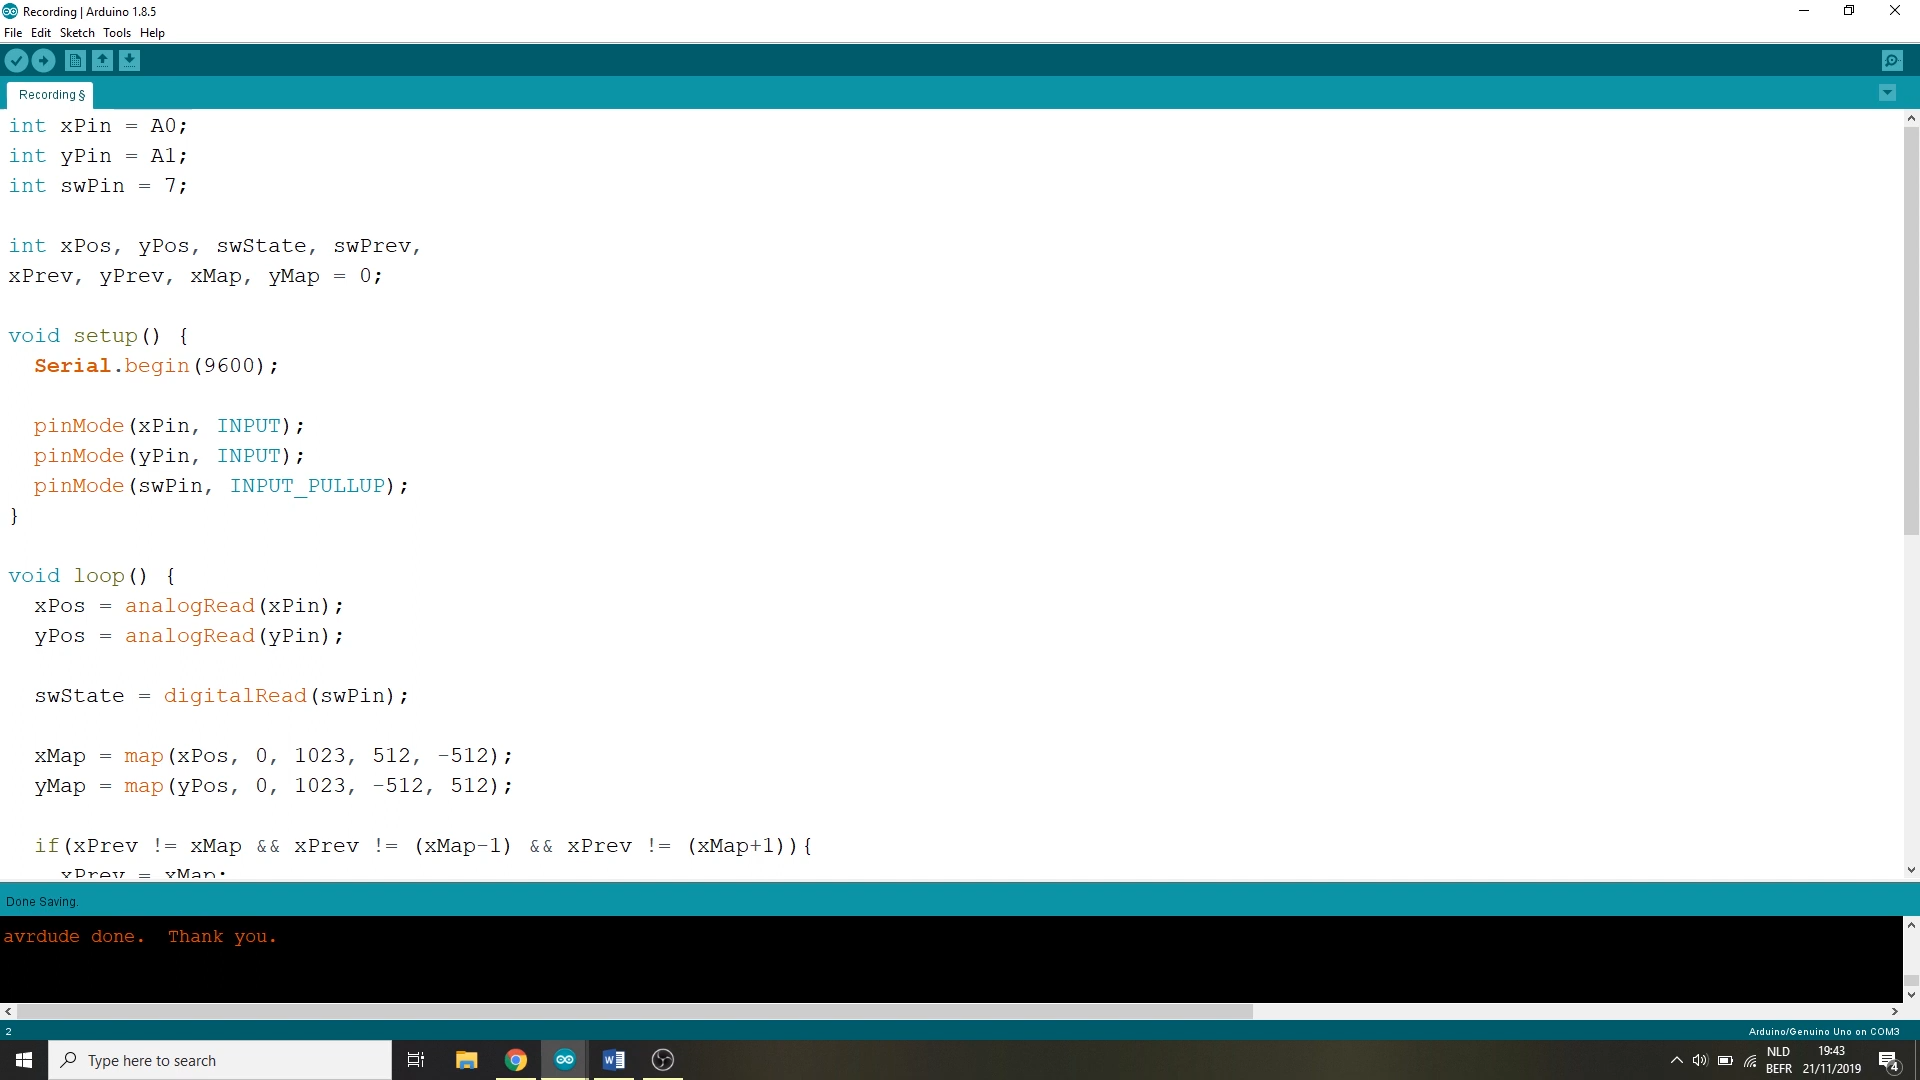 Recording | Arduino 1.8.5
File Edit Sketch Tools Help
Recording §
int xPin = A0;
int yPin = A1;
int swPin = 7;
int xPos, yPos, swState, swPrev,
xPrev, yPrev, xMap, yMap = 0;
void setup() {
Serial.begin(9600);
pinMode(xPin, INPUT);
pinMode(yPin, INPUT);
pinMode(swPin, INPUT_PULLUP);
}
void loop() {
xPos = analogRead(xPin);
yPos = analogRead(yPin);
swState = digitalRead(swPin);
xMap = map(xPos, 0, 1023, 512, -512);
yMap = map(yPos, 0, 1023, -512, 512);
if(xPrev != xMap && xPrev != (xMap-1) && xPrev != (xMap+1)){
xPrev = xMap;
Done Saving.
avrdude done.  Thank you.
2
Arduino/Genuino Uno on COM3
Type here to search
NLD
BEFR
19:43
21/11/2019
4